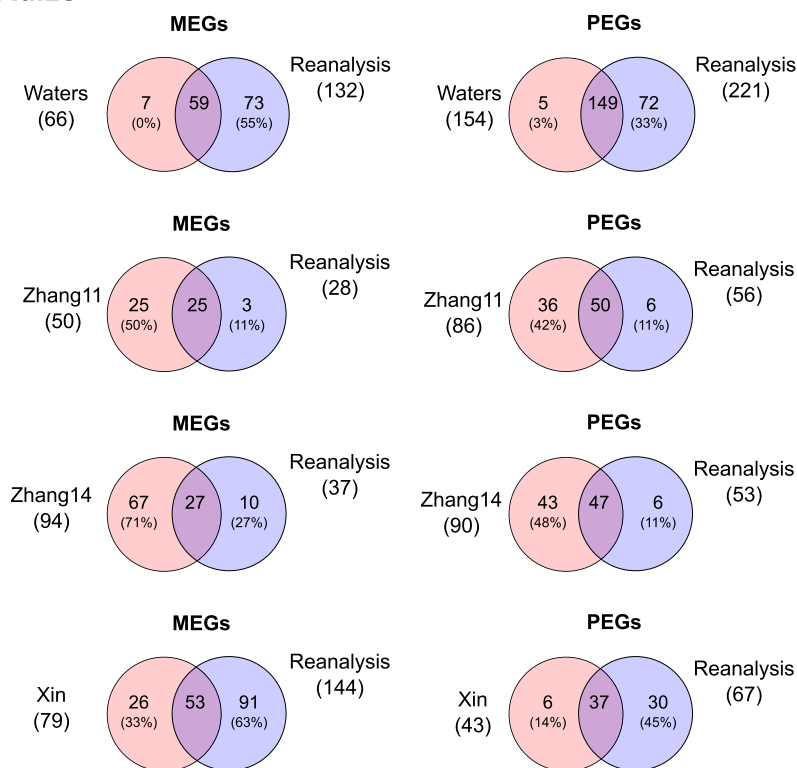 MEGs
PEGs
Waters
(66)
7
(0%)
59
73
(55%)
Reanalysis
(132)
Waters
(154)
5
(3%)
149
72
(33%)
Reanalysis
(221)
MEGs
PEGs
Zhang11
(50)
25
(50%)
25
3
(11%)
Reanalysis
(28)
Zhang11
(86)
36
(42%)
50
6
(11%)
Reanalysis
(56)
MEGs
PEGs
Zhang14
(94)
67
(71%)
27
10
(27%)
Reanalysis
(37)
Zhang14
(90)
43
(48%)
47
6
(11%)
Reanalysis
(53)
MEGs
PEGs
Xin
(79)
26
(33%)
53
91
(63%)
Reanalysis
(144)
Xin
(43)
6
(14%)
37
30
(45%)
Reanalysis
(67)